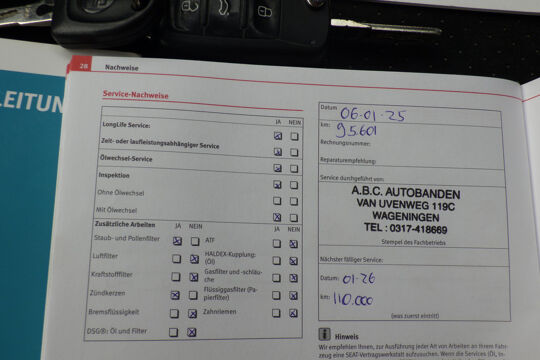 LEITUN
28 Nachweise
Service-Nachweise
JA NEIN
LongLife Service:
Zeit- oder laufleistungsabhängiger Service
Ölwechsel-Service
Inspektion
Ohne Ölwechsel
Mit Ölwechsel
Zusätzliche Arbeiten JA NEIN JA NEIN
Staub- und Pollenfilter ATF
Luftfilter HALDEX-Kupplung: (Öl)
Kraftstofffilter Gasfilter und -schläuche
Zündkerzen Flüssiggasfilter (Papierfilter)
Bremsflüssigkeit Zahnriemen
DSG®: Öl und Filter
Datum 06-01-25
km: 95.601
Rechnungsnummer:
Reparaturempfehlung:
Service durchgeführt von:
A.B.C. AUTOBANDEN
VAN UVENWEG 119C
WAGENINGEN
TEL : 0317-418669
Stempel des Fachbetriebs
Nächster fälliger Service:
Datum: 01-26
km: 110.000
(was zuerst eintritt)
Hinweis
Wir empfehlen Ihnen, zur Ausführung jeder Art von Arbeiten an Ihrem Fahr-
zeug eine SEAT-Vertragswerkstatt aufzusuchen. Wenn die Services (Öl, In-